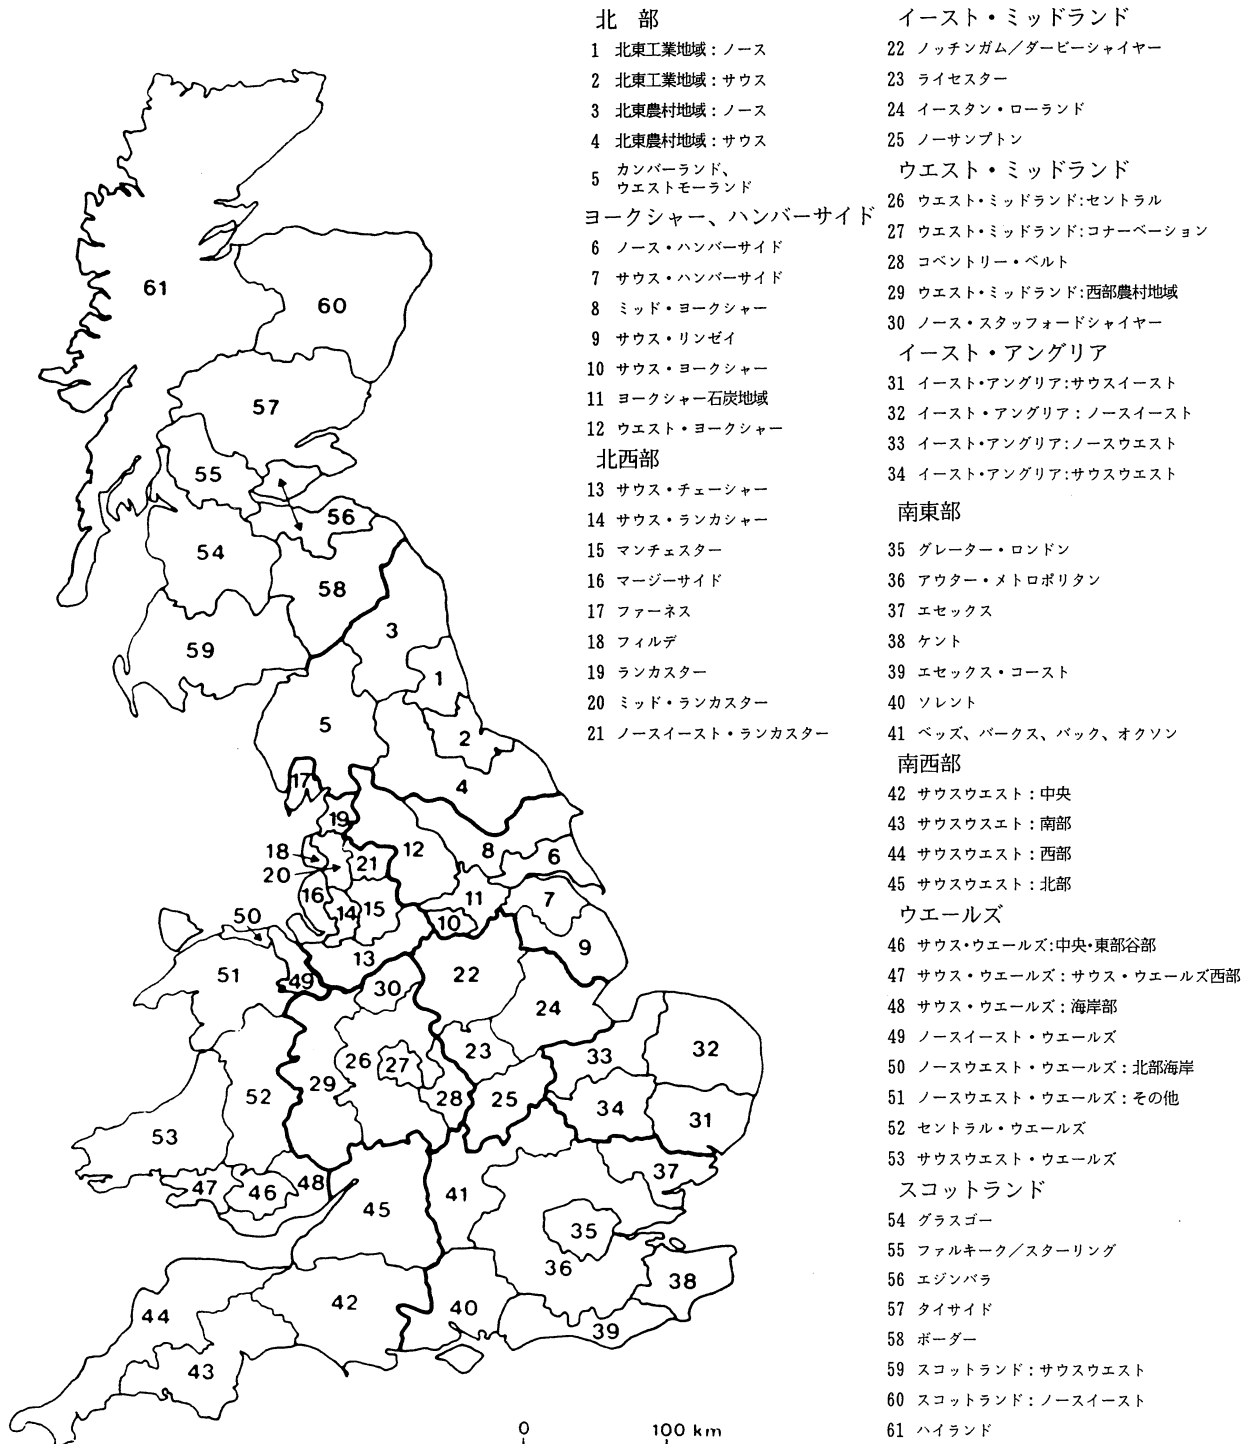 北 部
1 北東工業地域：ノース
2 北東工業地域：サウス
3 北東農村地域：ノース
4 北東農村地域：サウス
5 カンバーランド、
ウエストモーランド
ヨークシャー、ハンバーサイド
6 ノース・ハンバーサイド
7 サウス・ハンバーサイド
8 ミッド・ヨークシャー
9 サウス・リンゼイ
10 サウス・ヨークシャー
11 ヨークシャー石炭地域
12 ウエスト・ヨークシャー
北西部
13 サウス・チェーシャー
14 サウス・ランカシャー
15 マンチェスター
16 マージーサイド
17 ファーネス
18 フィルデ
19 ランカスター
20 ミッド・ランカスター
21 ノースイースト・ランカスター
イースト・ミッドランド
22 ノッチンガム／ダービーシャイヤー
23 ライセスター
24 イースタン・ローランド
25 ノーサンプトン
ウエスト・ミッドランド
26 ウエスト・ミッドランド：セントラル
27 ウエスト・ミッドランド：コナーベーション
28 コベントリー・ベルト
29 ウエスト・ミッドランド：西部農村地域
30 ノース・スタッフォードシャイヤー
イースト・アングリア
31 イースト・アングリア：サウスイースト
32 イースト・アングリア：ノースイースト
33 イースト・アングリア：ノースウエスト
34 イースト・アングリア：サウスウエスト
南東部
35 グレーター・ロンドン
36 アウター・メトロポリタン
37 エセックス
38 ケント
39 エセックス・コースト
40 ソレント
41 ベッズ、バークス、バック、オクソン
南西部
42 サウスウエスト：中央
43 サウスウスエト：南部
44 サウスウエスト：西部
45 サウスウエスト：北部
ウエールズ
46 サウス・ウエールズ：中央・東部谷部
47 サウス・ウエールズ：サウス・ウエールズ西部
48 サウス・ウエールズ：海岸部
49 ノースイースト・ウエールズ
50 ノースウエスト・ウエールズ：北部海岸
51 ノースウエスト・ウエールズ：その他
52 セントラル・ウエールズ
53 サウスウエスト・ウエールズ
スコットランド
54 グラスゴー
55 ファルキーク／スターリング
56 エジンバラ
57 タイサイド
58 ボーダー
59 スコットランド：サウスウエスト
60 スコットランド：ノースイースト
61 ハイランド
61
60
57
55
56
54
58
3
59
1
5
2
4
17
19
12
8
6
18
21
20
16
11
7
14
15
10
50
9
13
51
49
22
30
24
23
33
32
26
27
29
28
25
34
31
52
53
37
48
47
46
41
45
35
36
38
42
40
44
39
43
0 100 km